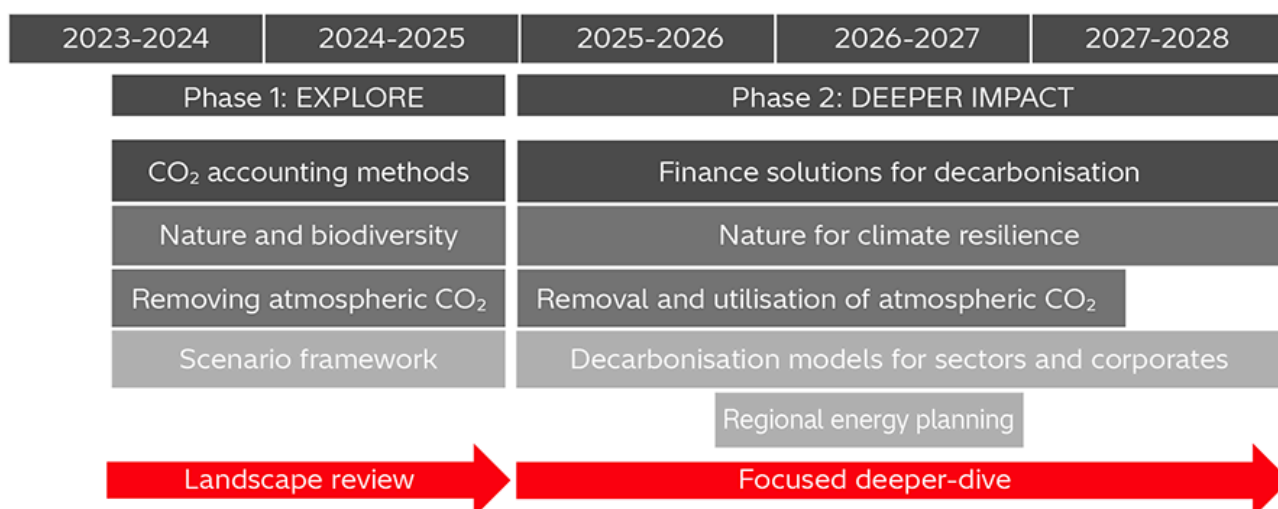 2023-2024 2024-2025 2025-2026 2026-2027 2027-2028
Phase 1: EXPLORE Phase 2: DEEPER IMPACT
CO₂ accounting methods Finance solutions for decarbonisation
Nature and biodiversity Nature for climate resilience
Removing atmospheric CO₂ Removal and utilisation of atmospheric CO₂
Scenario framework Decarbonisation models for sectors and corporates
Regional energy planning
Landscape review Focused deeper-dive